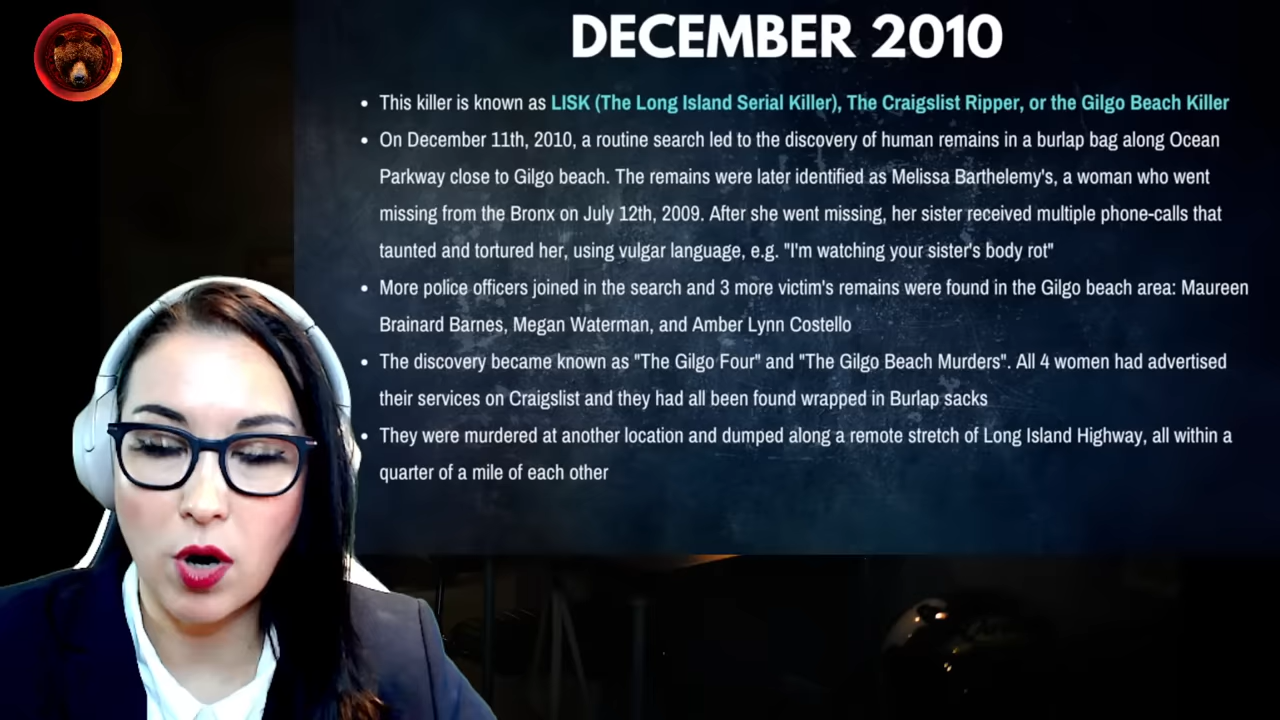 DECEMBER 2010
This killer is known as LISK (The Long Island Serial Killer), The Craigslist Ripper, or the Gilgo Beach Killer
On December 11th, 2010, a routine search led to the discovery of human remains in a burlap bag along Ocean
Parkway close to Gilgo beach. The remains were later identified as Melissa Barthelemy's, a woman who went
missing from the Bronx on July 12th, 2009. After she went missing, her sister received multiple phone-calls that
taunted and tortured her, using vulgar language, e.g. "I'm watching your sister's body rot"
More police officers joined in the search and 3 more victim's remains were found in the Gilgo beach area: Maureen
Brainard Barnes, Megan Waterman, and Amber Lynn Costello
The discovery became known as "The Gilgo Four" and "The Gilgo Beach Murders". All 4 women had advertised
their services on Craigslist and they had all been found wrapped in Burlap sacks
They were murdered at another location and dumped along a remote stretch of Long Island Highway, all within a
quarter of a mile of each other